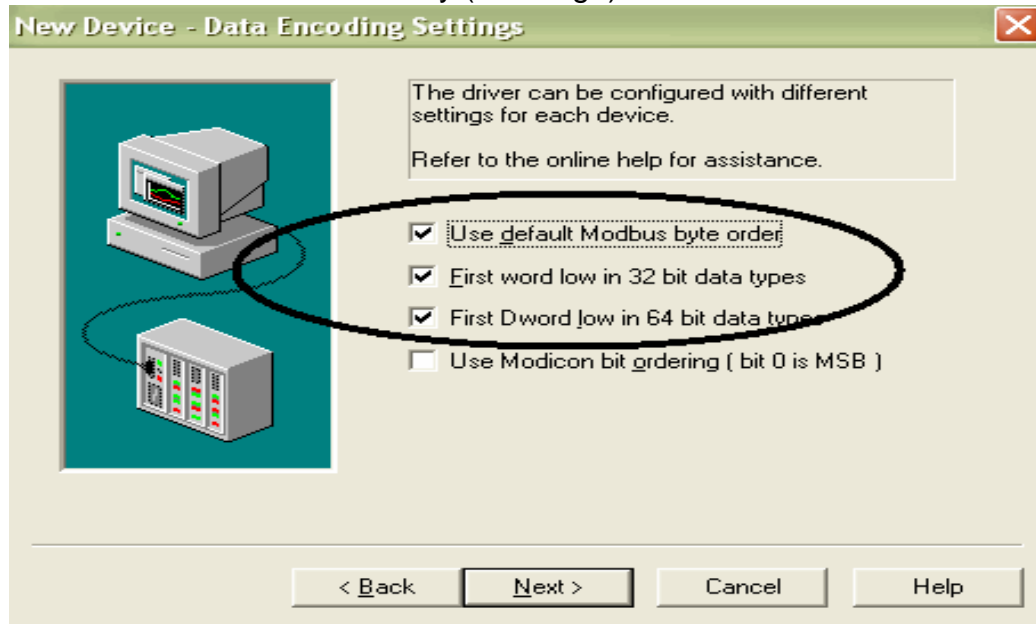 New Device - Data Encoding Settings
The driver can be configured with different
settings for each device.
Refer to the online help for assistance.
Use default Modbus byte order
First word low in 32 bit data types
First Dword low in 64 bit data types
Use Modicon bit ordering ( bit 0 is MSB )
< Back Next > Cancel Help